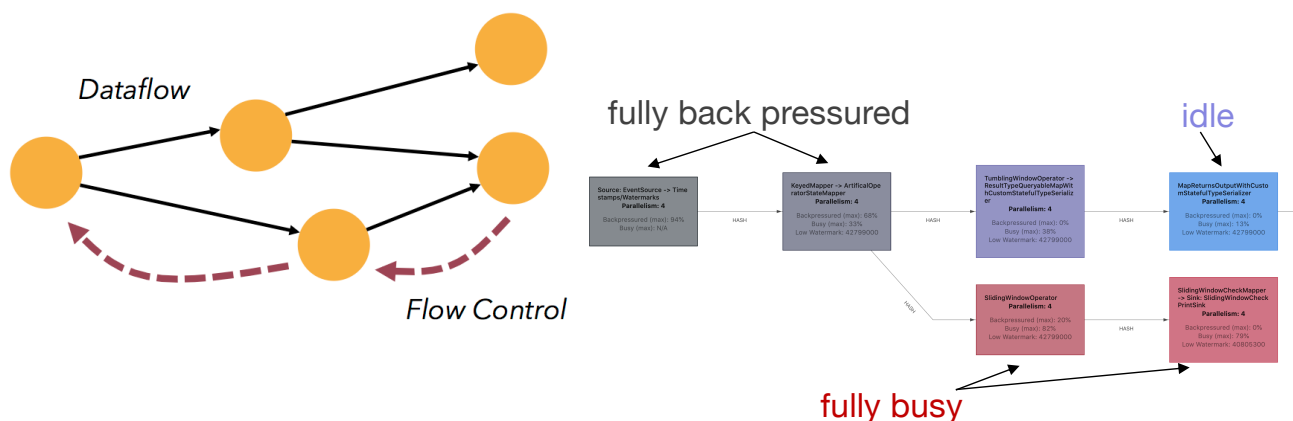 Dataflow
Flow Control
fully back pressured
idle
Source: EventSource -> Time
stamps/Watermarks
Parallelism: 4
Backpressured (max): 94%
Busy (max): N/A
HASH
KeyedMapper -> ArtificalOpe
ratorStateMapper
Parallelism: 4
Backpressured (max): 68%
Busy (max): 33%
Low Watermark: 42799000
HASH
TumblingWindowOperator ->
ResultTypeQueryableMapWit
hCustomStatefulTypeSerializ
er
Parallelism: 4
Backpressured (max): 0%
Busy (max): 38%
Low Watermark: 42799000
HASH
MapReturnsOutputWithCusto
mStatefulTypeSerializer
Parallelism: 4
Backpressured (max): 0%
Busy (max): 13%
Low Watermark: 42799000
HASH
SlidingWindowOperator
Parallelism: 4
Backpressured (max): 20%
Busy (max): 82%
Low Watermark: 42799000
HASH
SlidingWindowCheckMapper
-> Sink: SlidingWindowCheck
PrintSink
Parallelism: 4
Backpressured (max): 0%
Busy (max): 79%
Low Watermark: 40805300
fully busy